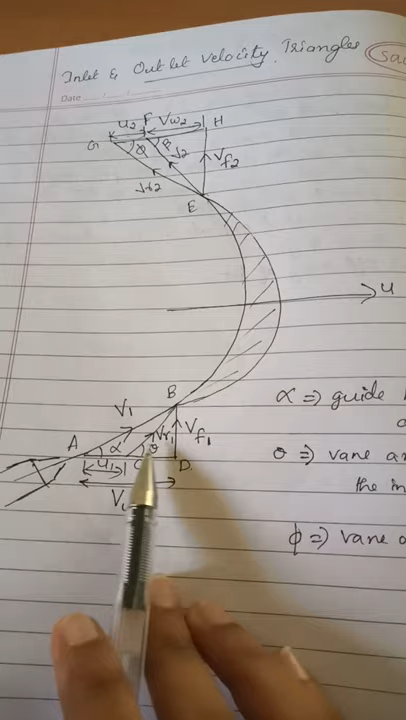 Inlet & Outlet Velocity Triangles
Date
u2 F Vw2 H
G Φ β V2 Vf2
Vr2
E
u
B
V1 Vr1 Vf1
A α θ D
u1
α => guide
θ => vane
the in
φ => vane